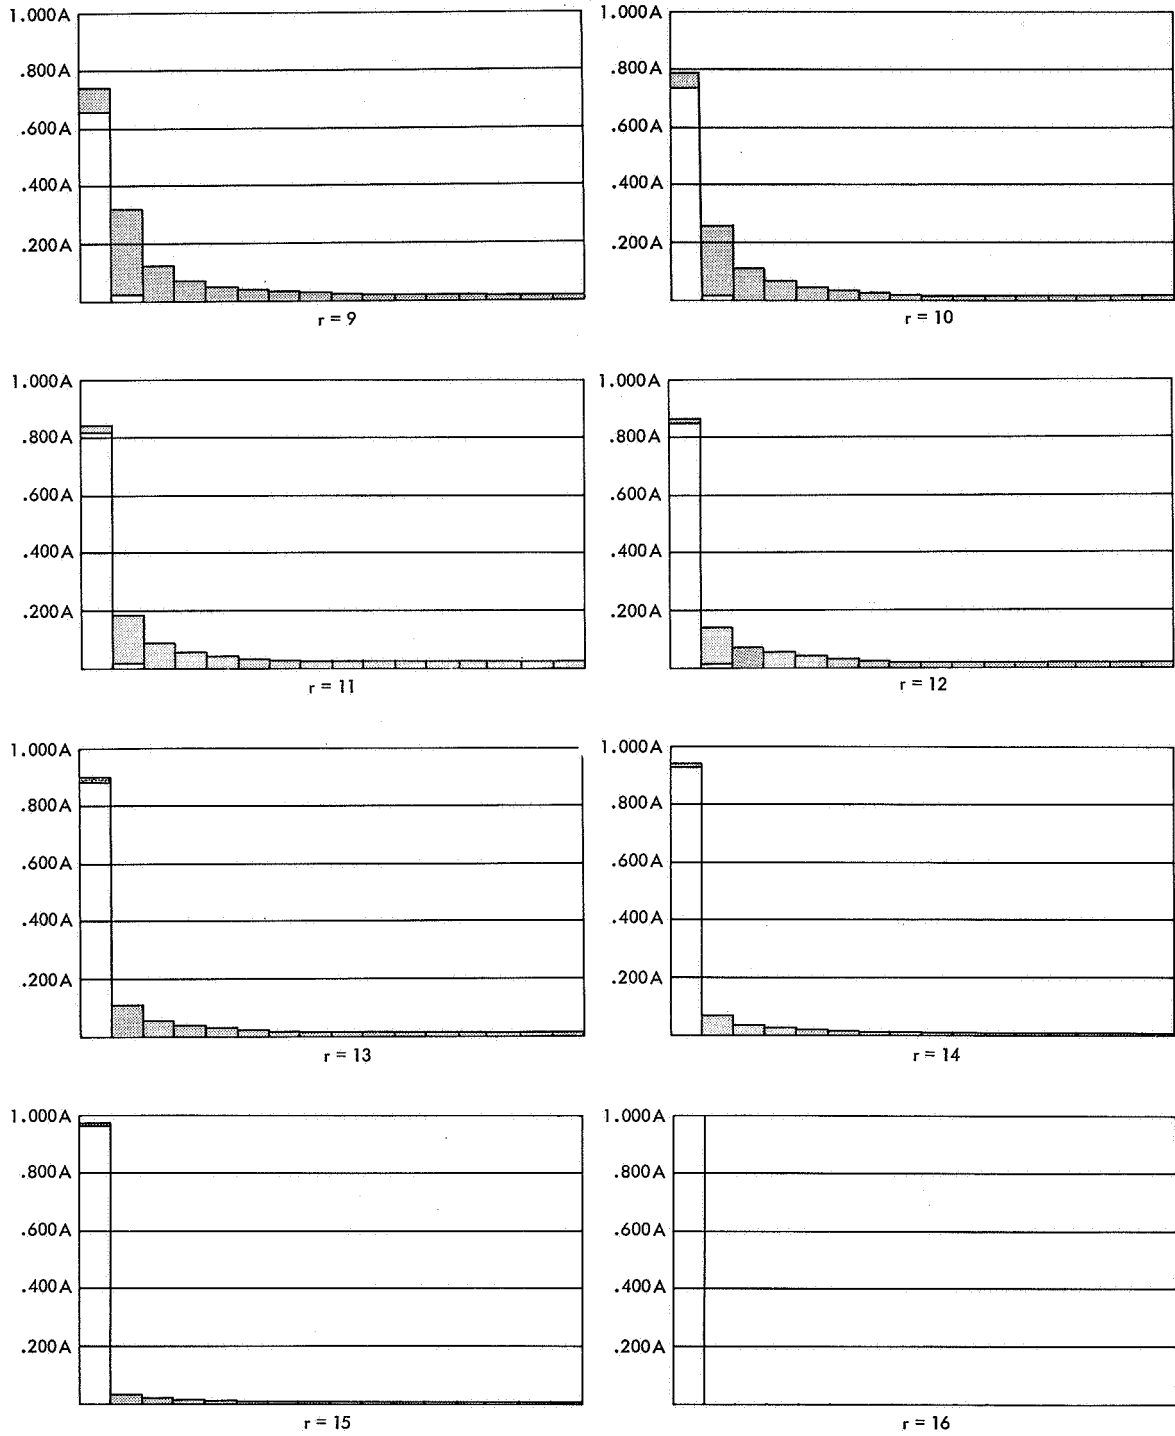 1.000A
.800A
.600A
.400A
.200A
r = 9
1.000A
.800A
.600A
.400A
.200A
r = 10
1.000A
.800A
.600A
.400A
.200A
r = 11
1.000A
.800A
.600A
.400A
.200A
r = 12
1.000A
.800A
.600A
.400A
.200A
r = 13
1.000A
.800A
.600A
.400A
.200A
r = 14
1.000A
.800A
.600A
.400A
.200A
r = 15
1.000A
.800A
.600A
.400A
.200A
r = 16